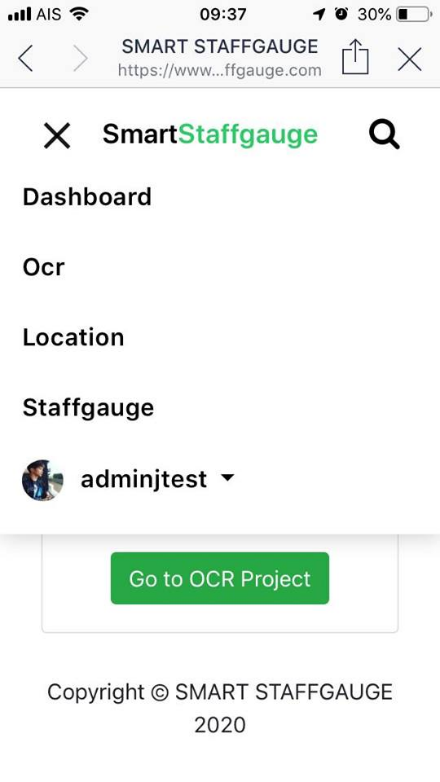 AIS 09:37 30%
SMART STAFFGAUGE
https://www...ffgauge.com
SmartStaffgauge
Dashboard
Ocr
Location
Staffgauge
adminjtest
Go to OCR Project
Copyright © SMART STAFFGAUGE
2020